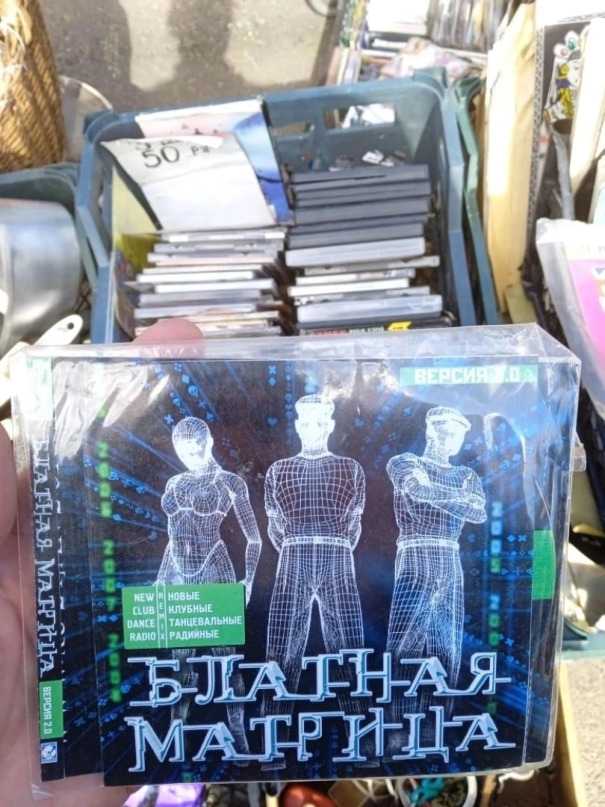 50 РУ
ВЕРСИЯ 2.0
NEW
CLUB
DANCE
RADIO
REMIX
НОВЫЕ
КЛУБНЫЕ
ТАНЦЕВАЛЬНЫЕ
РАДИЙНЫЕ
БЛАТНАЯ
МАТРИЦА
БЛАТНАЯ МАТРИЦА
ВЕРСИЯ 2.0